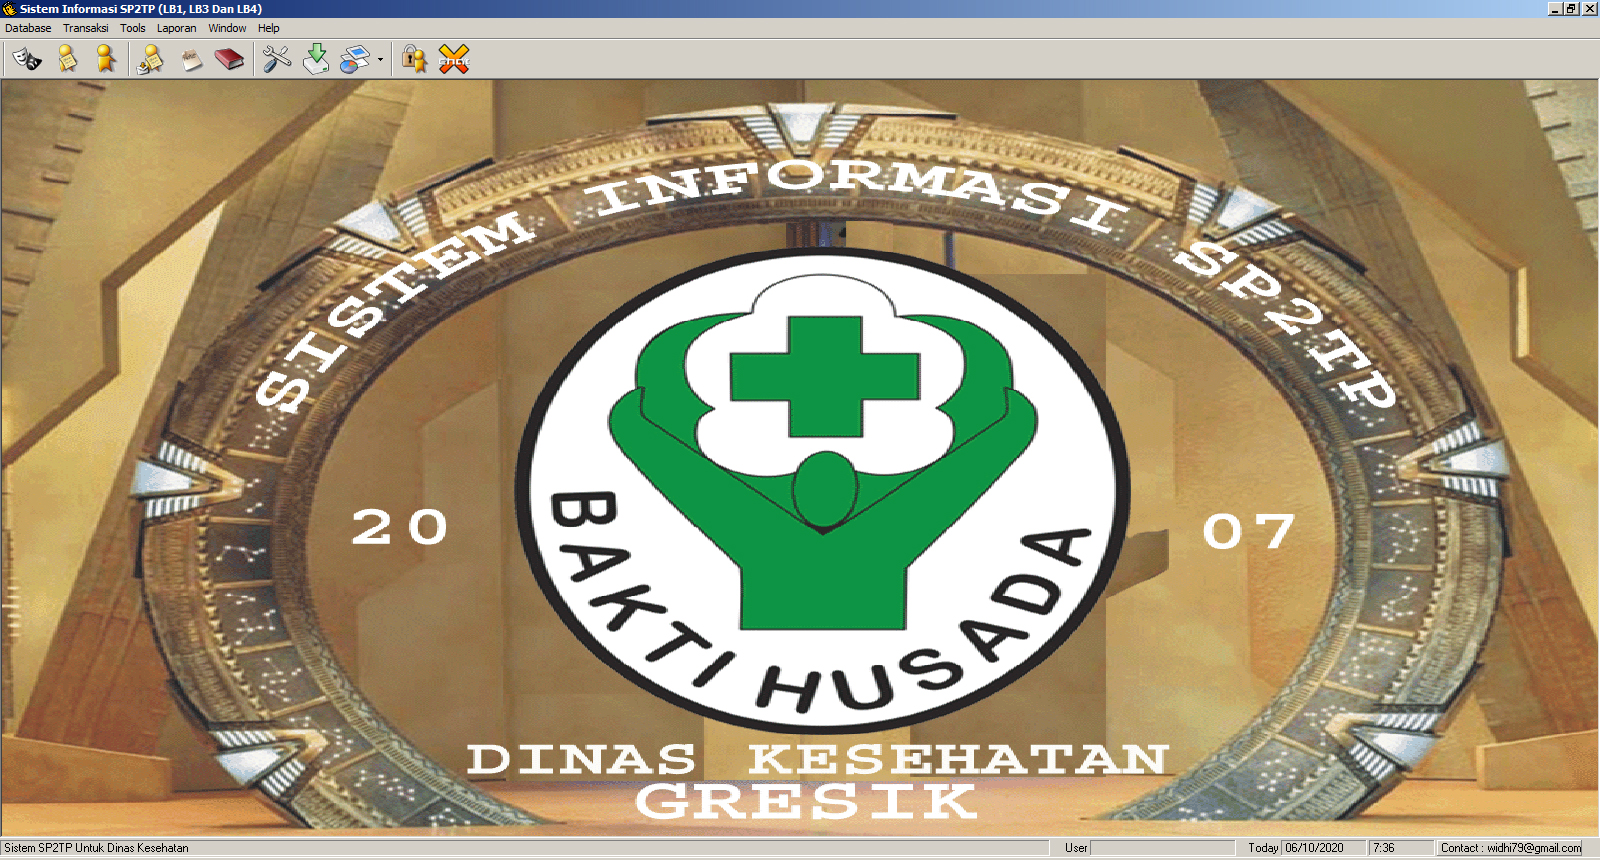 Sistem Informasi SP2TP (LB1, LB3 Dan LB4)
Database Transaksi Tools Laporan Window Help
SISTEM INFORMASI SP2TP
20 07
BAKTI HUSADA
DINAS KESEHATAN
GRESIK
Sistem SP2TP Untuk Dinas Kesehatan User Today 06/10/2020 7:36 Contact : widhi79@gmail.com